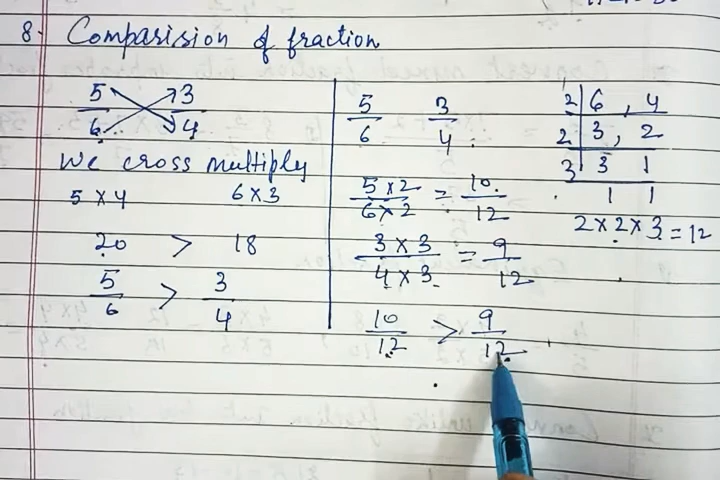 8. Comparision of fraction
5/6 3/4
We cross multiply
5 × 4 6 × 3
20 > 18
5/6 > 3/4
5/6 3/4
5 × 2 / 6 × 2 = 10/12
3 × 3 / 4 × 3 = 9/12
10/12 > 9/12
2 | 6, 4
2 | 3, 2
3 | 3 1
1 1
2 × 2 × 3 = 12